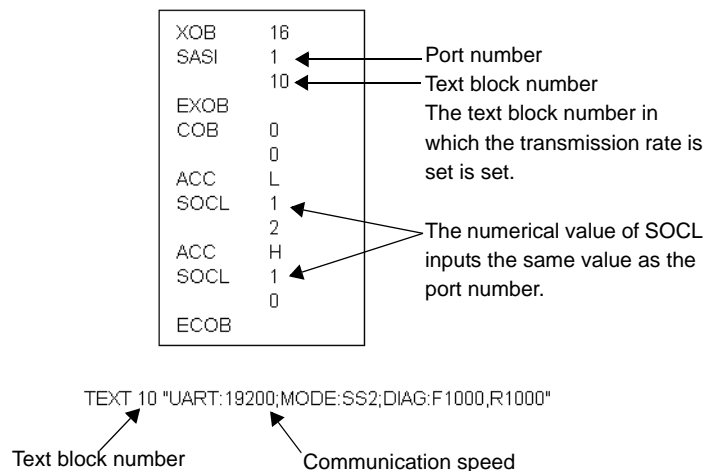 XOB 16
SASI 1
10
EXOB
COB 0
0
ACC L
SOCL 1
2
ACC H
SOCL 1
0
ECOB
Port number
Text block number
The text block number in
which the transmission rate is
set is set.
The numerical value of SOCL
inputs the same value as the
port number.
TEXT 10 "UART:19200;MODE:SS2;DIAG:F1000,R1000"
Text block number
Communication speed